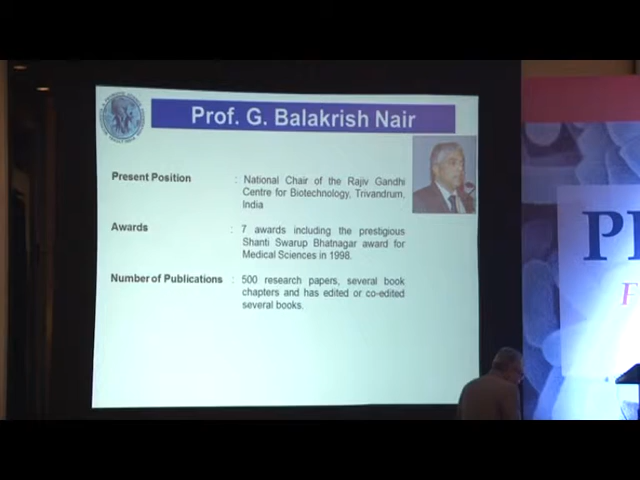 Prof. G. Balakrish Nair
Present Position : National Chair of the Rajiv Gandhi
Centre for Biotechnology, Trivandrum,
India
Awards : 7 awards including the prestigious
Shanti Swarup Bhatnagar award for
Medical Sciences in 1998.
Number of Publications : 500 research papers, several book
chapters and has edited or co-edited
several books.